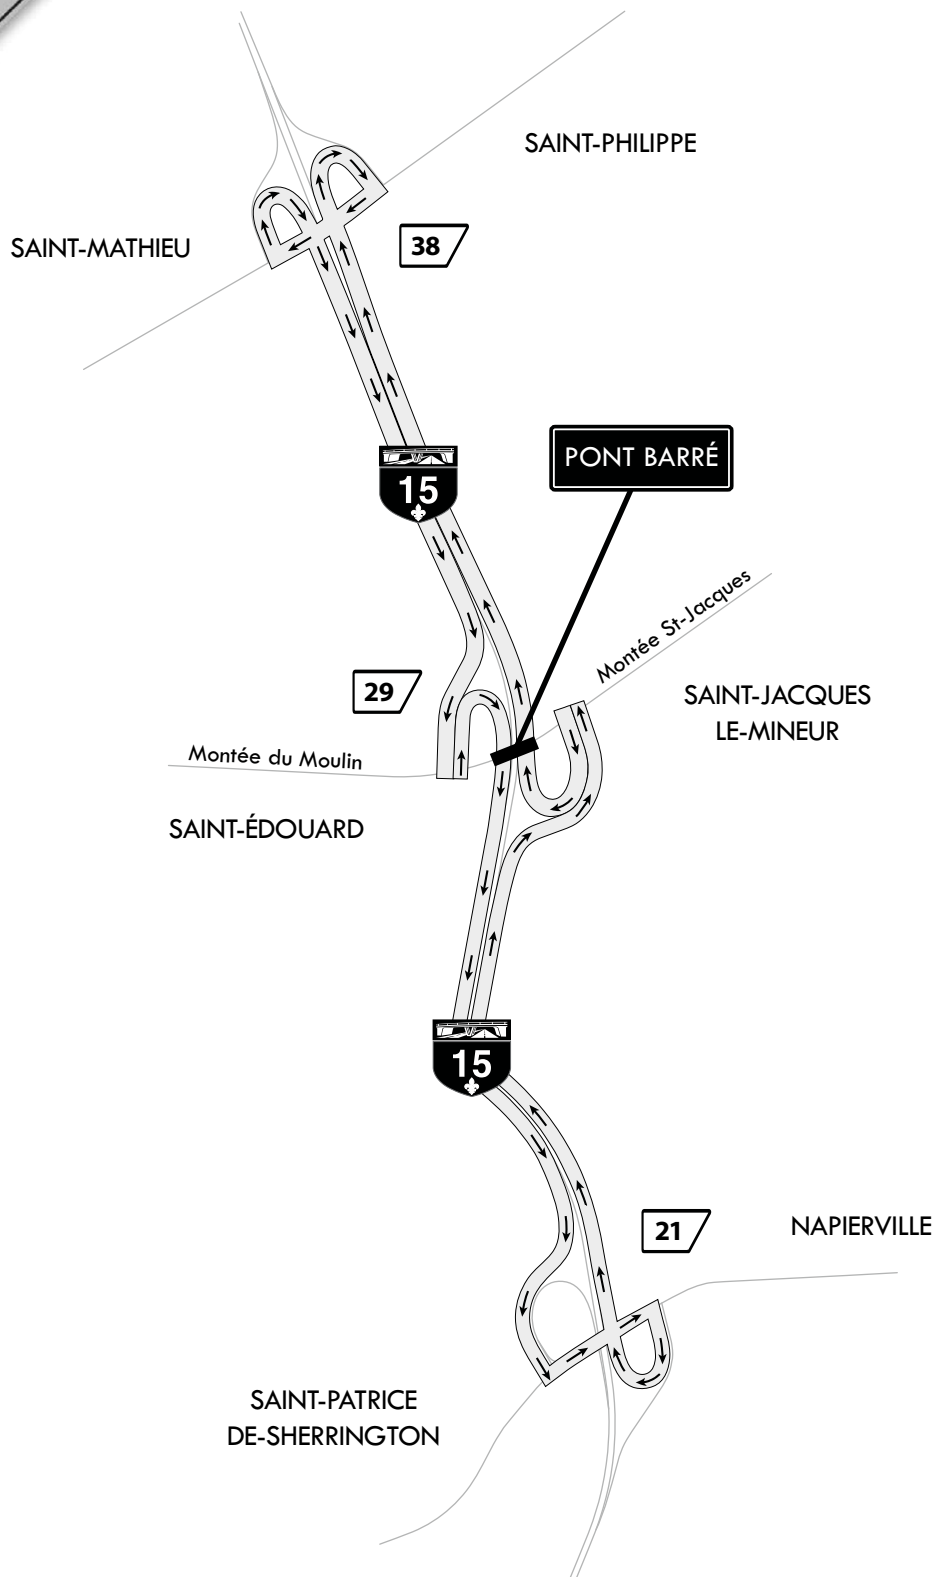 SAINT-PHILIPPE
SAINT-MATHIEU
38
PONT BARRÉ
15
Montée St-Jacques
29
SAINT-JACQUES
LE-MINEUR
Montée du Moulin
SAINT-ÉDOUARD
15
21
NAPIERVILLE
SAINT-PATRICE
DE-SHERRINGTON